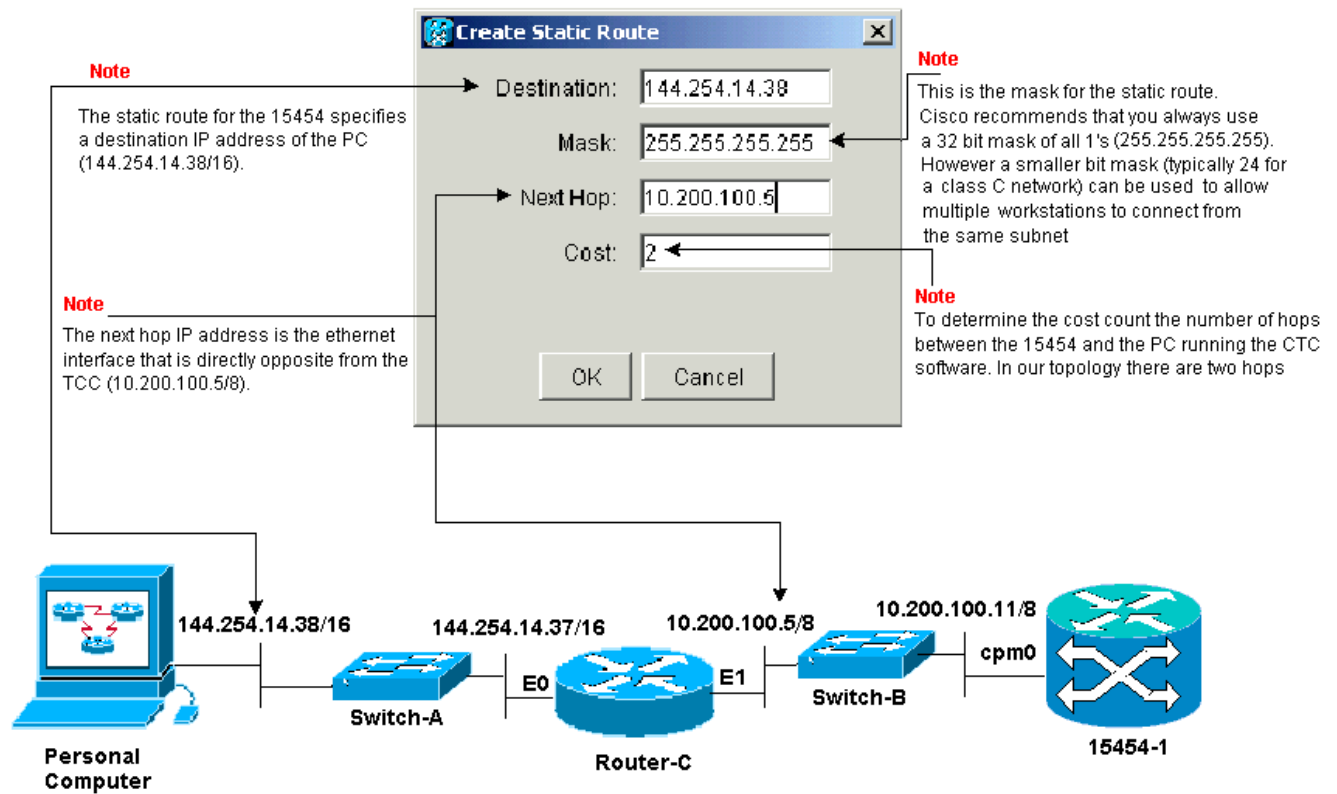 Create Static Route
Note
The static route for the 15454 specifies
a destination IP address of the PC
(144.254.14.38/16).
Destination: 144.254.14.38
Mask: 255.255.255.255
Next Hop: 10.200.100.5
Cost: 2
OK Cancel
Note
This is the mask for the static route.
Cisco recommends that you always use
a 32 bit mask of all 1's (255.255.255.255).
However a smaller bit mask (typically 24 for
a class C network) can be used to allow
multiple workstations to connect from
the same subnet
Note
The next hop IP address is the ethernet
interface that is directly opposite from the
TCC (10.200.100.5/8).
Note
To determine the cost count the number of hops
between the 15454 and the PC running the CTC
software. In our topology there are two hops
144.254.14.38/16
144.254.14.37/16
10.200.100.5/8
10.200.100.11/8
E0
E1
cpm0
Switch-A
Switch-B
Router-C
15454-1
Personal
Computer